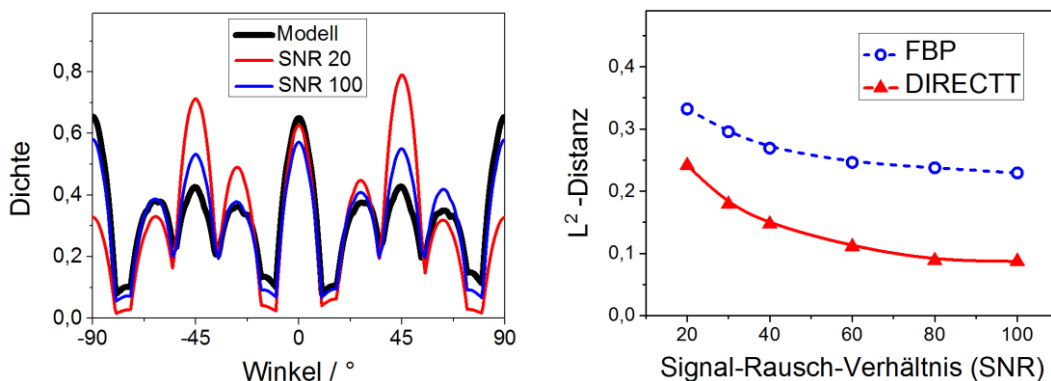 Modell
SNR 20
SNR 100
0,8
0,6
0,4
0,2
0,0
Dichte
-90 -45 0 45 90
Winkel / °
FBP
DIRECTT
0,4
0,3
0,2
0,1
0,0
L² -Distanz
20 40 60 80 100
Signal-Rausch-Verhältnis (SNR)